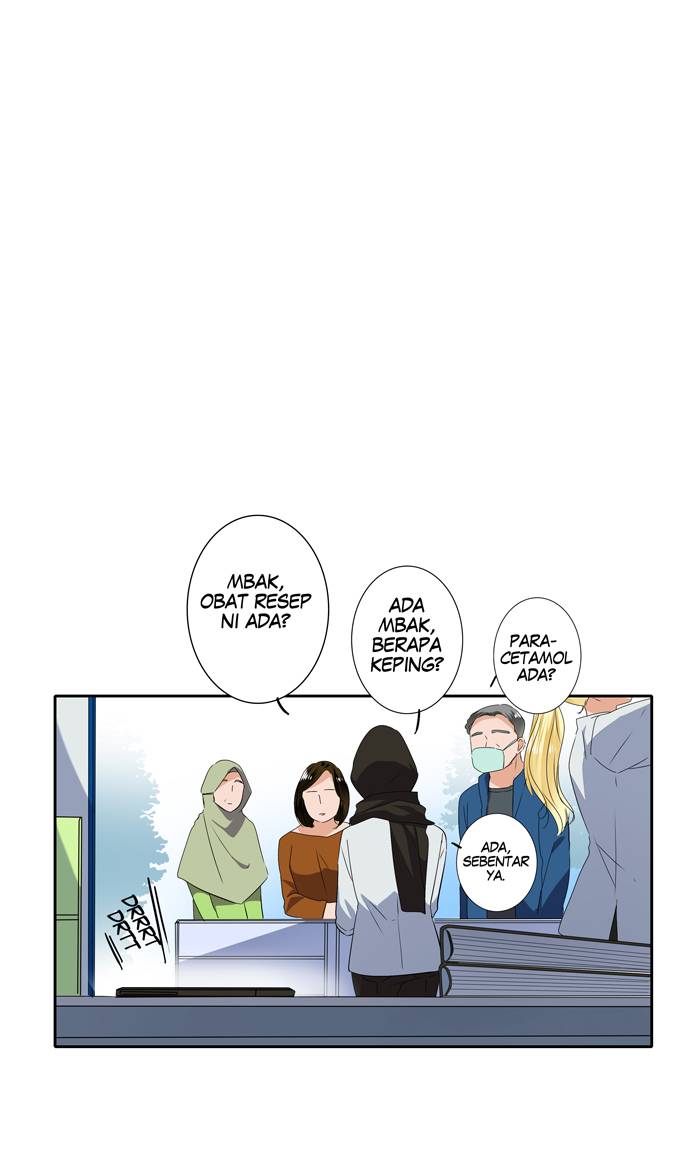 MBAK,
OBAT RESEP
NI ADA?
ADA
MBAK,
BERAPA
KEPING?
PARA-
CETAMOL
ADA?
ADA,
SEBENTAR
YA.
DRRRT
DRTT